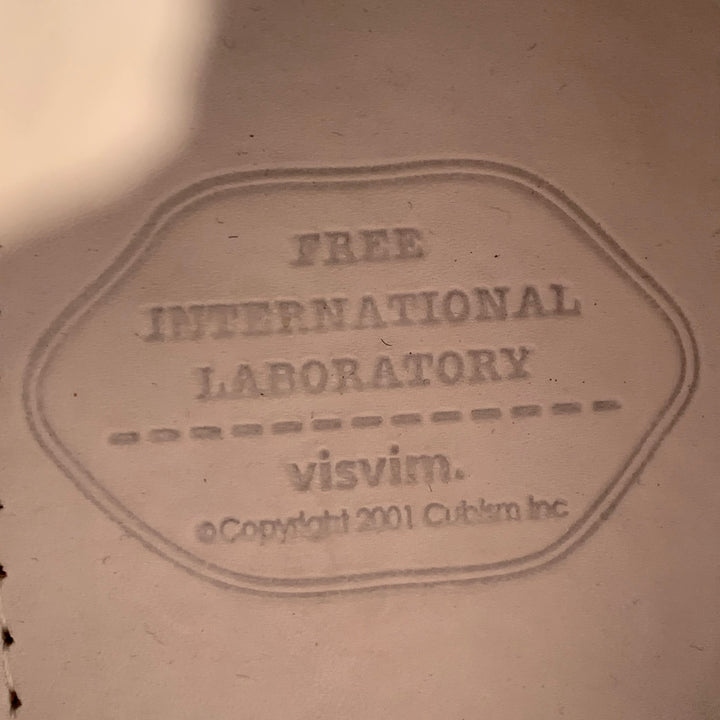 FREE
INTERNATIONAL
LABORATORY
visvim.
©Copyright 2001 Cubism Inc